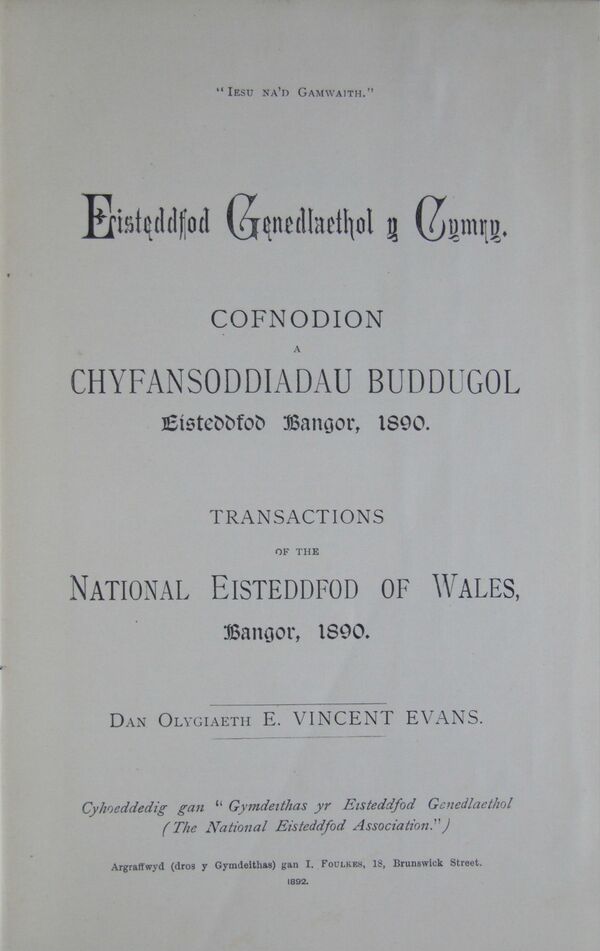 "IESU NA'D GAMWAITH."
Eisteddfod Genedlaethol y Cymry.
COFNODION
A
CHYFANSODDIADAU BUDDUGOL
Eisteddfod Bangor, 1890.
TRANSACTIONS
OF THE
NATIONAL EISTEDDFOD OF WALES,
Bangor, 1890.
DAN OLYGIAETH E. VINCENT EVANS.
Cyhoeddedig gan "Gymdeithas yr Eisteddfod Genedlaethol
(The National Eisteddfod Association.")
Argraffwyd (dros y Gymdeithas) gan I. FOULKES, 18, Brunswick Street.
1892.